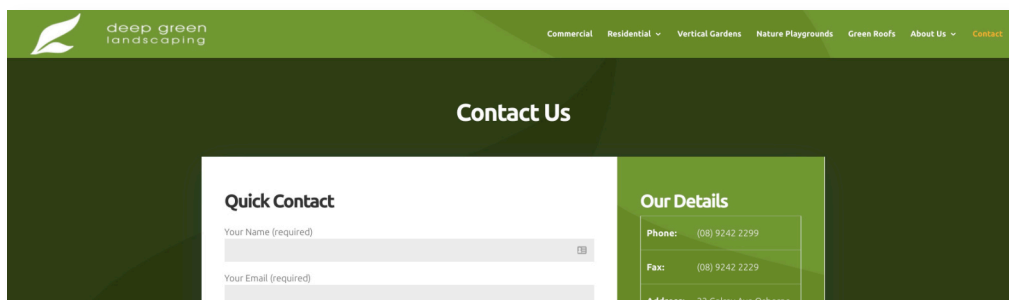 deep green
landscaping
Commercial Residential Vertical Gardens Nature Playgrounds Green Roofs About Us Contact
Contact Us
Quick Contact
Your Name (required)
Your Email (required)
Our Details
Phone: (08) 9242 2299
Fax: (08) 9242 2229